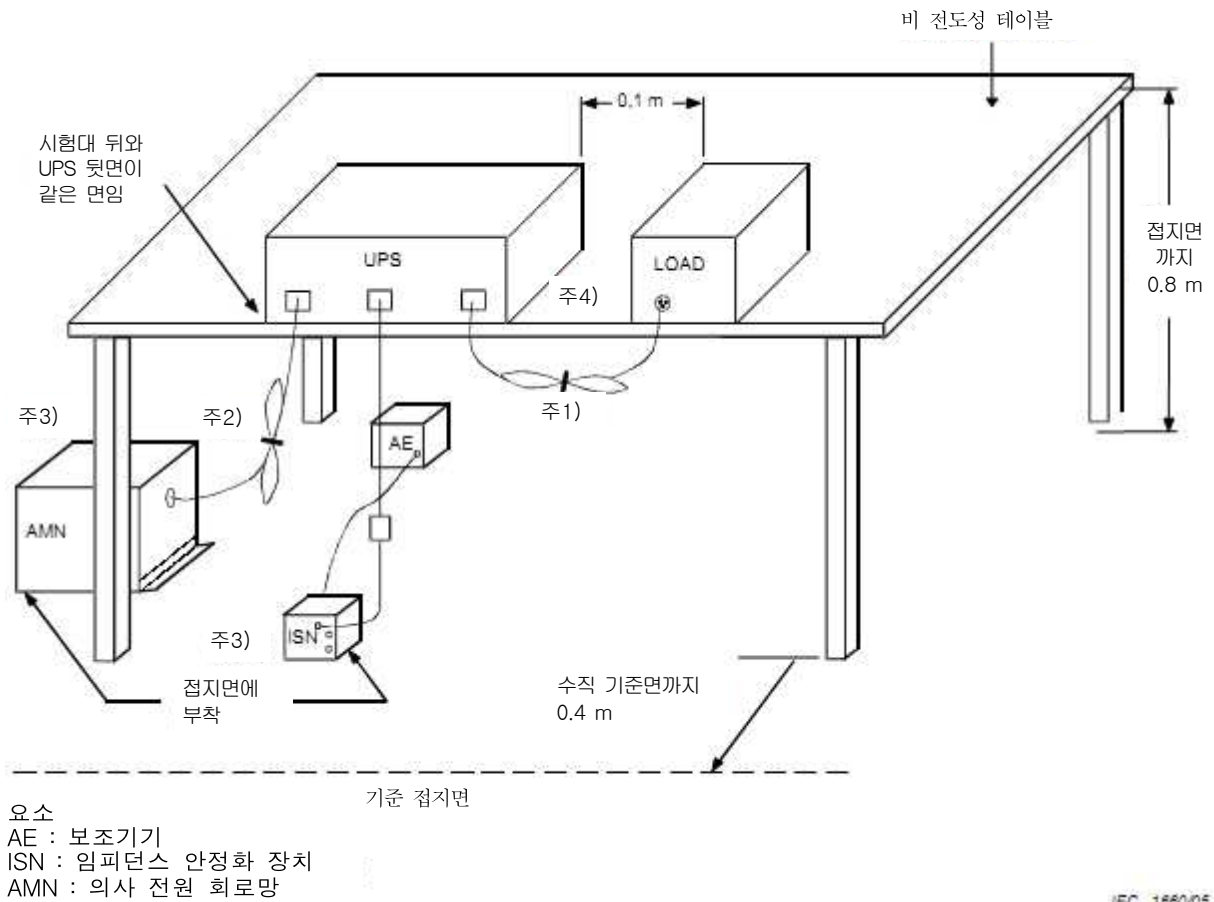 비 전도성 테이블
0,1 m
시험대 뒤와
UPS 뒷면이
같은 면임
접지면
까지
0.8 m
UPS
LOAD
주4)
주1)
주3)
주2)
AE
AMN
주3)
ISN
접지면에
부착
수직 기준면까지
0.4 m
기준 접지면
요소
AE : 보조기기
ISN : 임피던스 안정화 장치
AMN : 의사 전원 회로망
IEC 1660/05